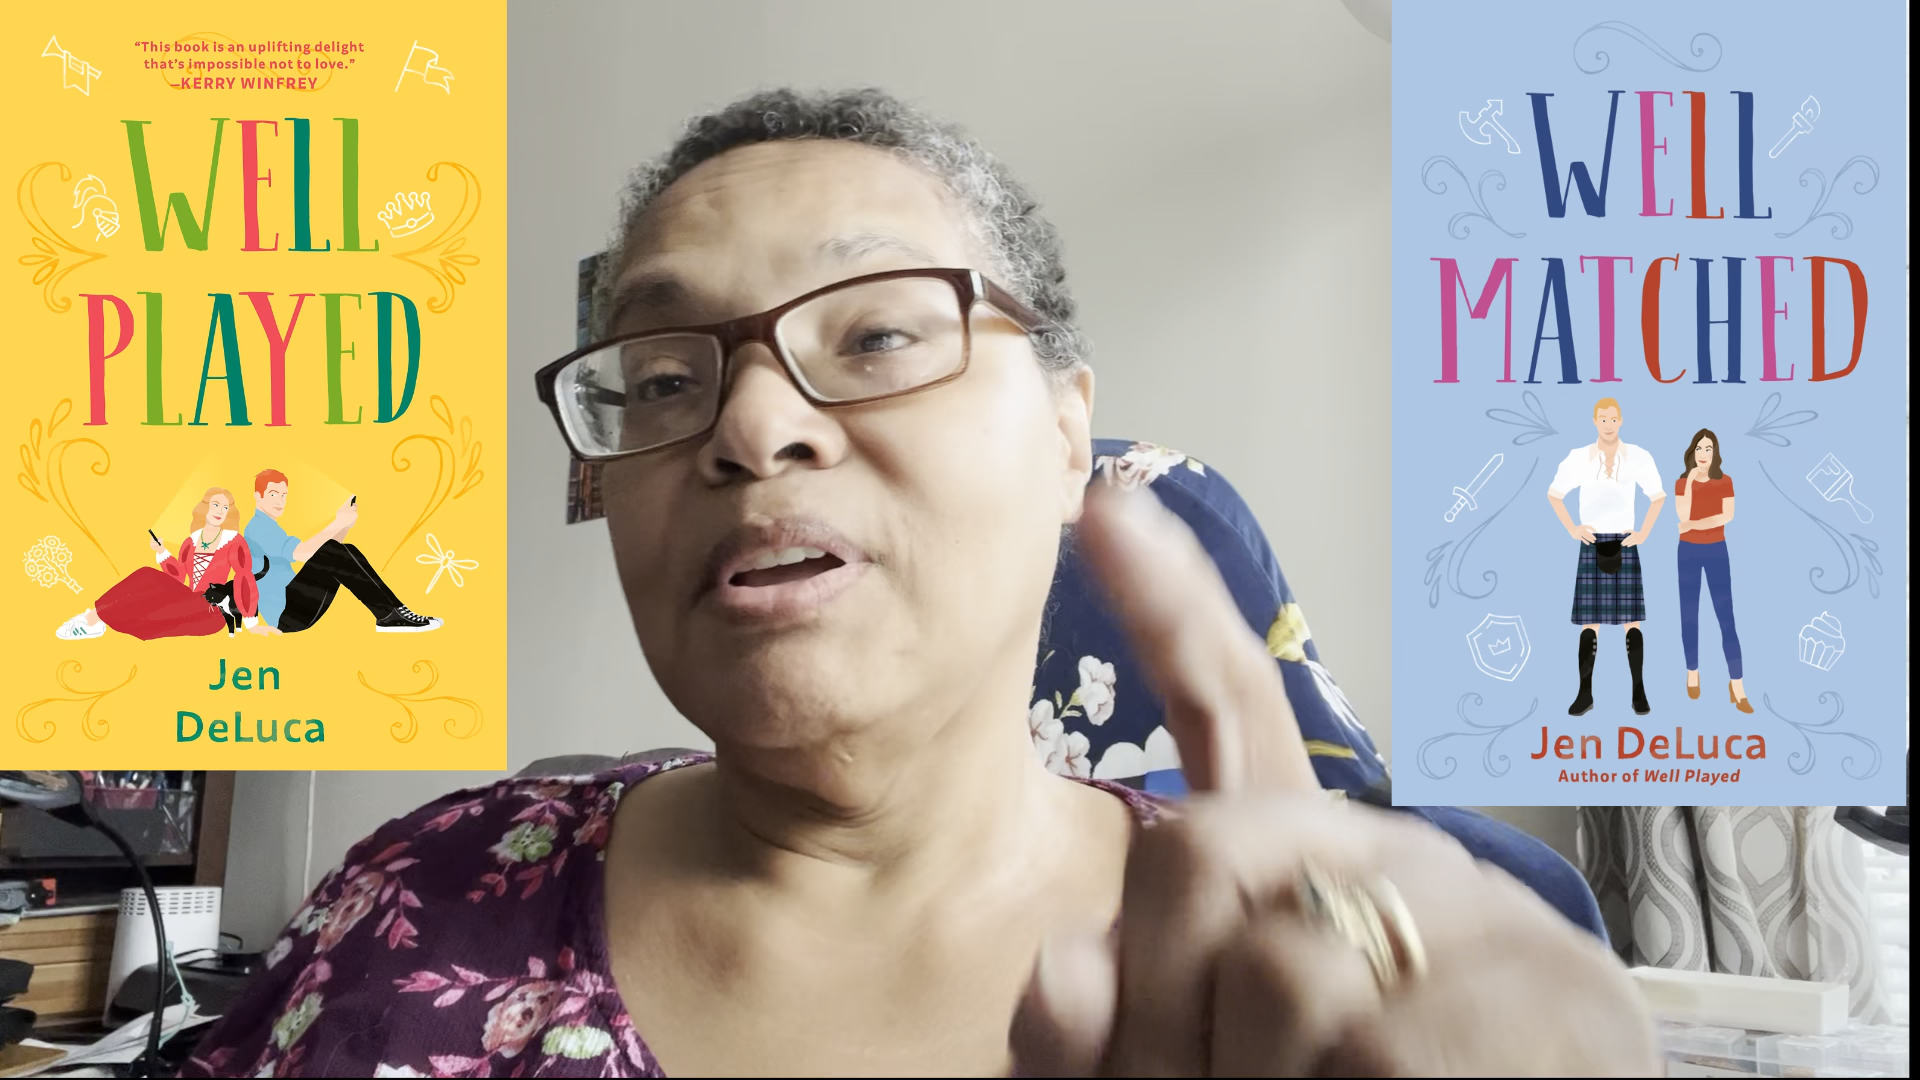 “This book is an uplifting delight
that’s impossible not to love.”
—KERRY WINFREY
WELL
PLAYED
Jen
DeLuca
WELL
MATCHED
Jen DeLuca
Author of Well Played